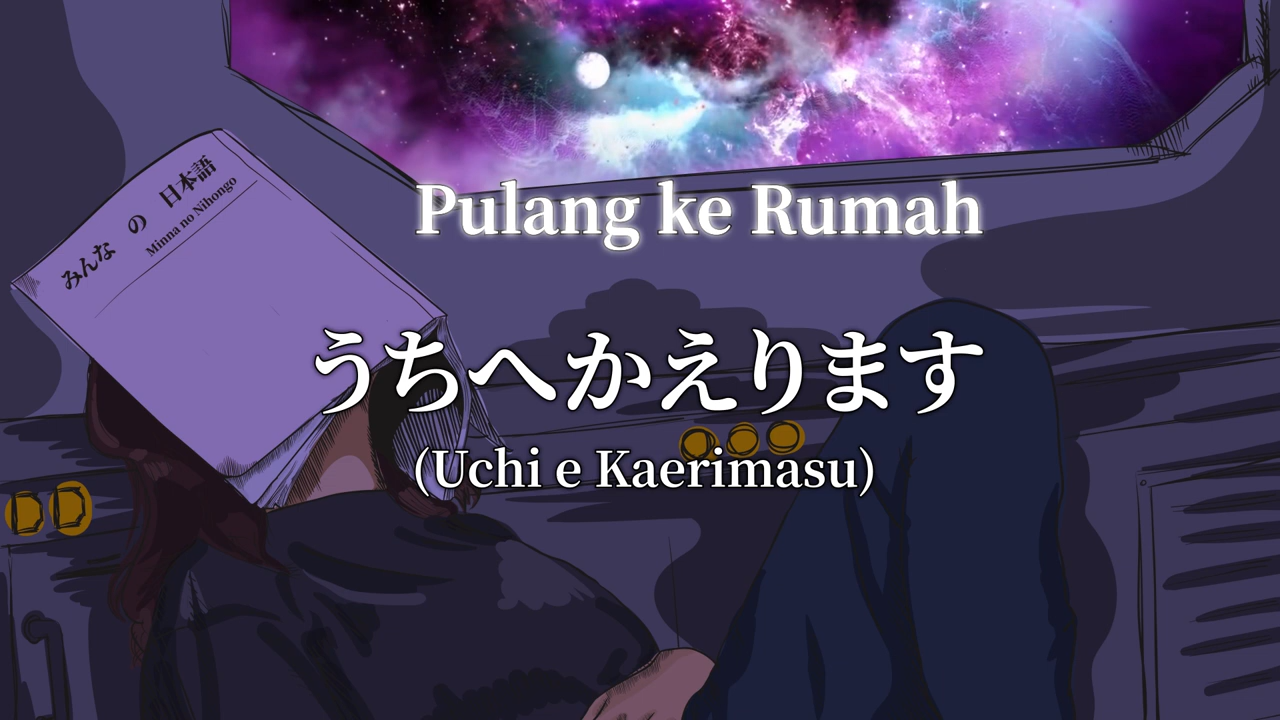 みんな の 日本語
Minna no Nihongo
Pulang ke Rumah
うちへかえります
(Uchi e Kaerimasu)